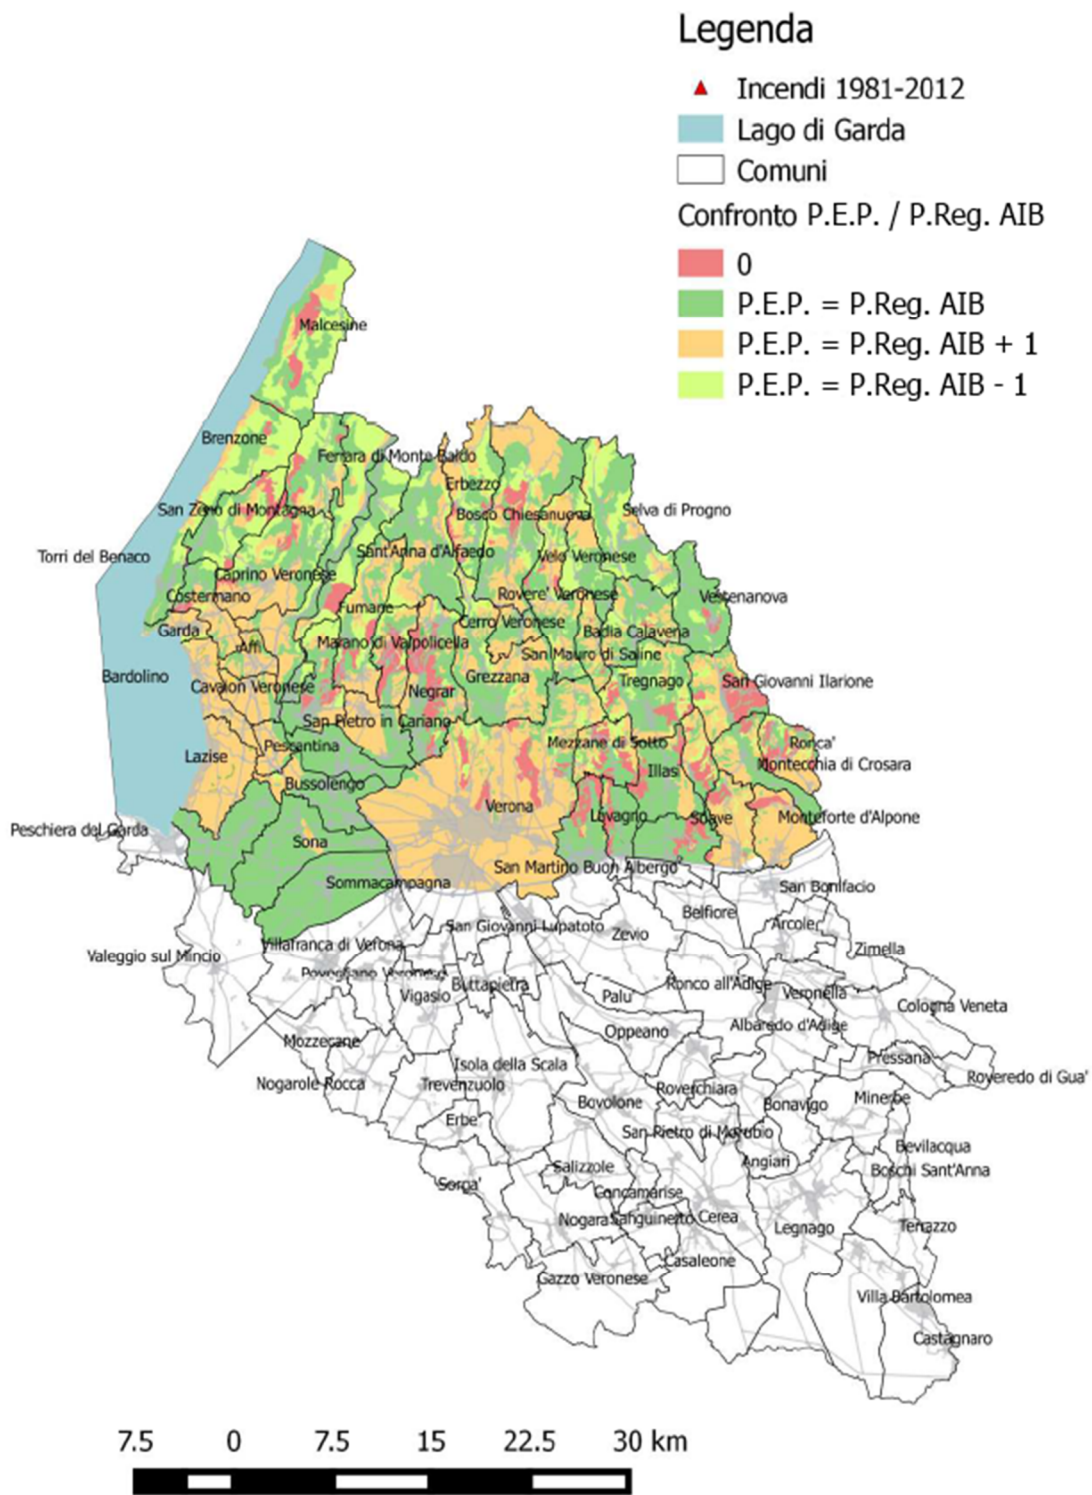 Legenda
Incendi 1981-2012
Lago di Garda
Comuni
Confronto P.E.P. / P.Reg. AIB
0
P.E.P. = P.Reg. AIB
P.E.P. = P.Reg. AIB + 1
P.E.P. = P.Reg. AIB - 1
Malcesine
Brenzone
Ferrara di Monte Baldo
Erbezzo
San Zeno di Montagna
Bosco Chiesanuova
Selva di Progno
Torri del Benaco
Sant'Anna d'Alfaedo
Velo Veronese
Caprino Veronese
Costermano
Rovere' Veronese
Vestenanova
Fumane
Garda
Cerro Veronese
Badia Calavena
Affi
Marano di Valpolicella
San Mauro di Saline
Bardolino
Cavaion Veronese
Negrar
Grezzana
Tregnago
San Giovanni Ilarione
San Pietro in Cariano
Pescantina
Mezzane di Sotto
Ronca'
Lazise
Illasi
Montecchia di Crosara
Bussolengo
Verona
Lavagno
Soave
Monteforte d'Alpone
Peschiera del Garda
Sona
San Martino Buon Albergo
Sommacampagna
San Bonifacio
Belfiore
San Giovanni Lupatoto
Zevio
Arcole
Villafranca di Verona
Zimella
Valeggio sul Mincio
Povegliano Veronese
Buttapietra
Ronco all'Adige
Vigasio
Palu'
Veronella
Cologna Veneta
Oppeano
Albaredo d'Adige
Mozzecane
Pressana
Isola della Scala
Nogarole Rocca
Trevenzuolo
Roverchiara
Roveredo di Gua'
Bovolone
Bonavigo
Minerbe
Erbe'
San Pietro di Morubio
Bevilacqua
Angiari
Salizzole
Boschi Sant'Anna
Sorga'
Concamarise
Nogara
Sanguinetto
Cerea
Legnago
Terrazzo
Casaleone
Gazzo Veronese
Villa Bartolomea
Castagnaro
7.5 0 7.5 15 22.5 30 km